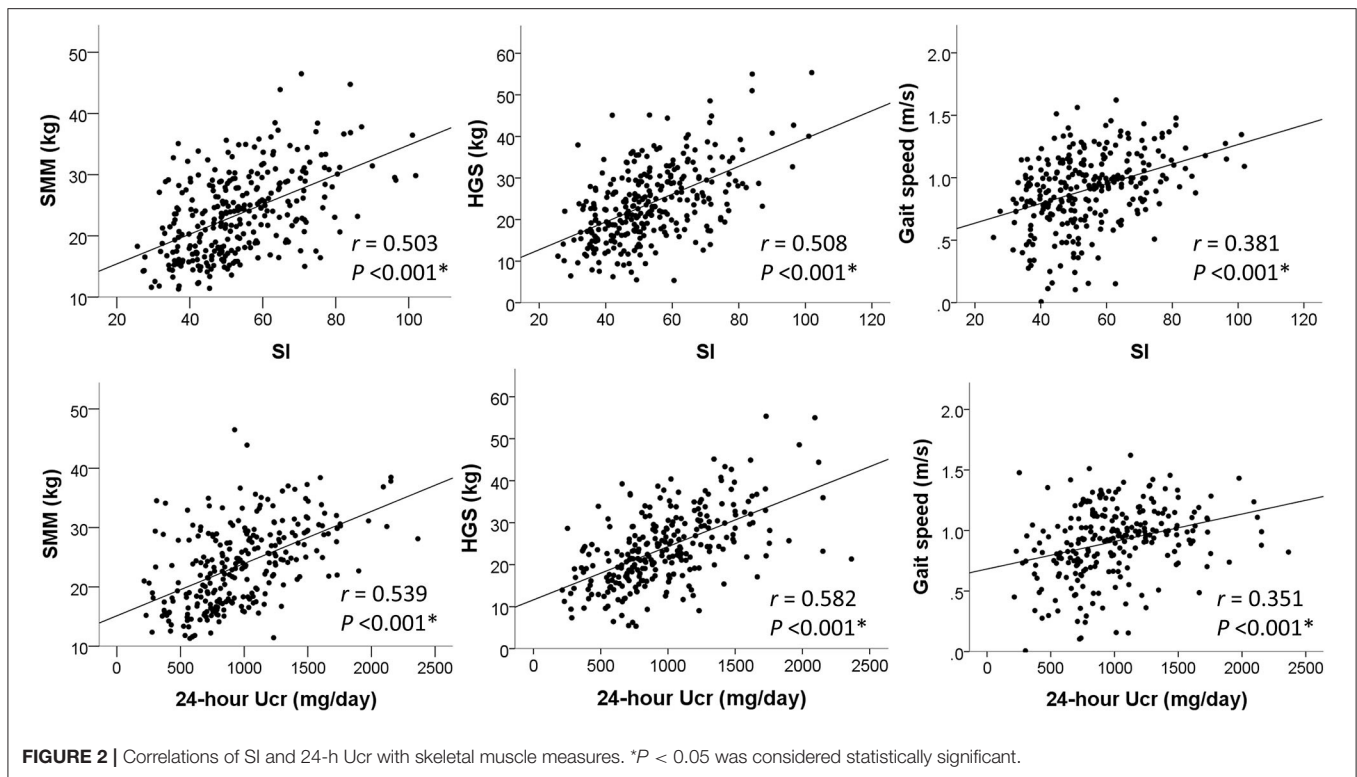 50
40
30
20
10
SMM (kg)
r = 0.503
P <0.001*
20 40 60 80 100
SI
60
50
40
30
20
10
0
HGS (kg)
r = 0.508
P <0.001*
20 40 60 80 100 120
SI
2.0
1.5
1.0
.5
.0
Gait speed (m/s)
r = 0.381
P <0.001*
20 40 60 80 100 120
SI
50
40
30
20
10
SMM (kg)
r = 0.539
P <0.001*
0 500 1000 1500 2000 2500
24-hour Ucr (mg/day)
60
50
40
30
20
10
0
HGS (kg)
r = 0.582
P <0.001*
0 500 1000 1500 2000 2500
24-hour Ucr (mg/day)
2.0
1.5
1.0
.5
.0
Gait speed (m/s)
r = 0.351
P <0.001*
0 500 1000 1500 2000 2500
24-hour Ucr (mg/day)
FIGURE 2 | Correlations of SI and 24-h Ucr with skeletal muscle measures. *P < 0.05 was considered statistically significant.